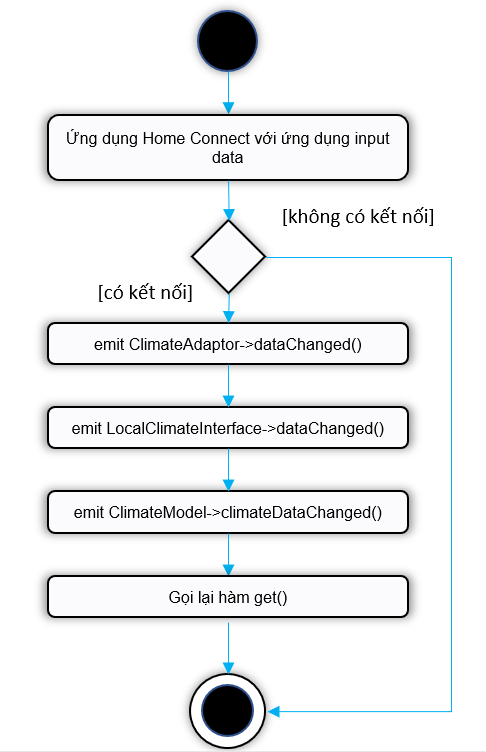 Ứng dụng Home Connect với ứng dụng input
data
[không có kết nối]
[có kết nối]
emit ClimateAdaptor->dataChanged()
emit LocalClimateInterface->dataChanged()
emit ClimateModel->climateDataChanged()
Gọi lại hàm get()